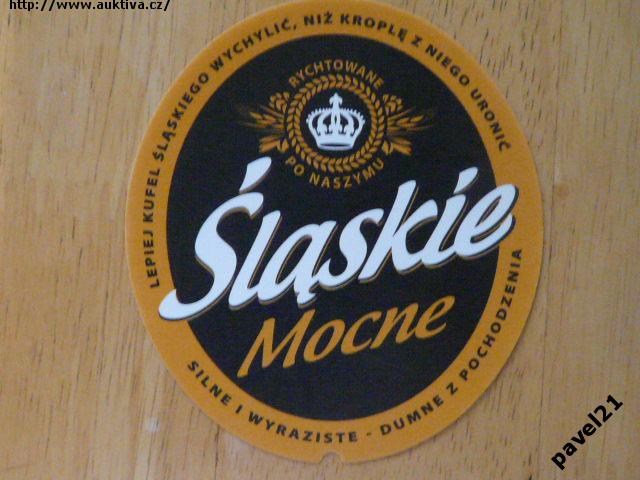 http://www.auktiva.cz/
LEPIEJ KUFEL ŚLĄSKIEGO WYCHYLIĆ, NIŻ KROPLĘ Z NIEGO URONIĆ
RYCHTOWANE
PO NASZYMU
Śląskie
Mocne
SILNE I WYRAZISTE - DUMNE Z POCHODZENIA
pavel21